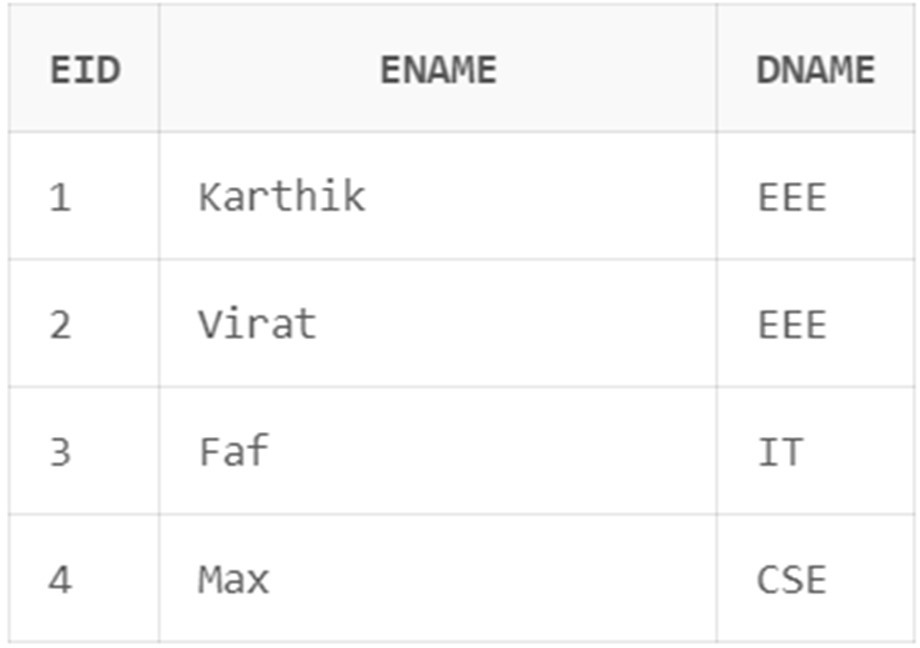 EID ENAME DNAME
1 Karthik EEE
2 Virat EEE
3 Faf IT
4 Max CSE